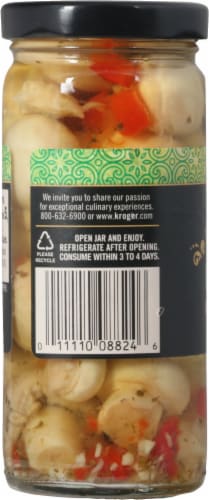 We invite you to share our passion
for exceptional culinary experiences.
800-632-6900 or www.kroger.com
PLEASE
RECYCLE
OPEN JAR AND ENJOY.
REFRIGERATE AFTER OPENING.
CONSUME WITHIN 3 TO 4 DAYS.
0 11110 08824 6